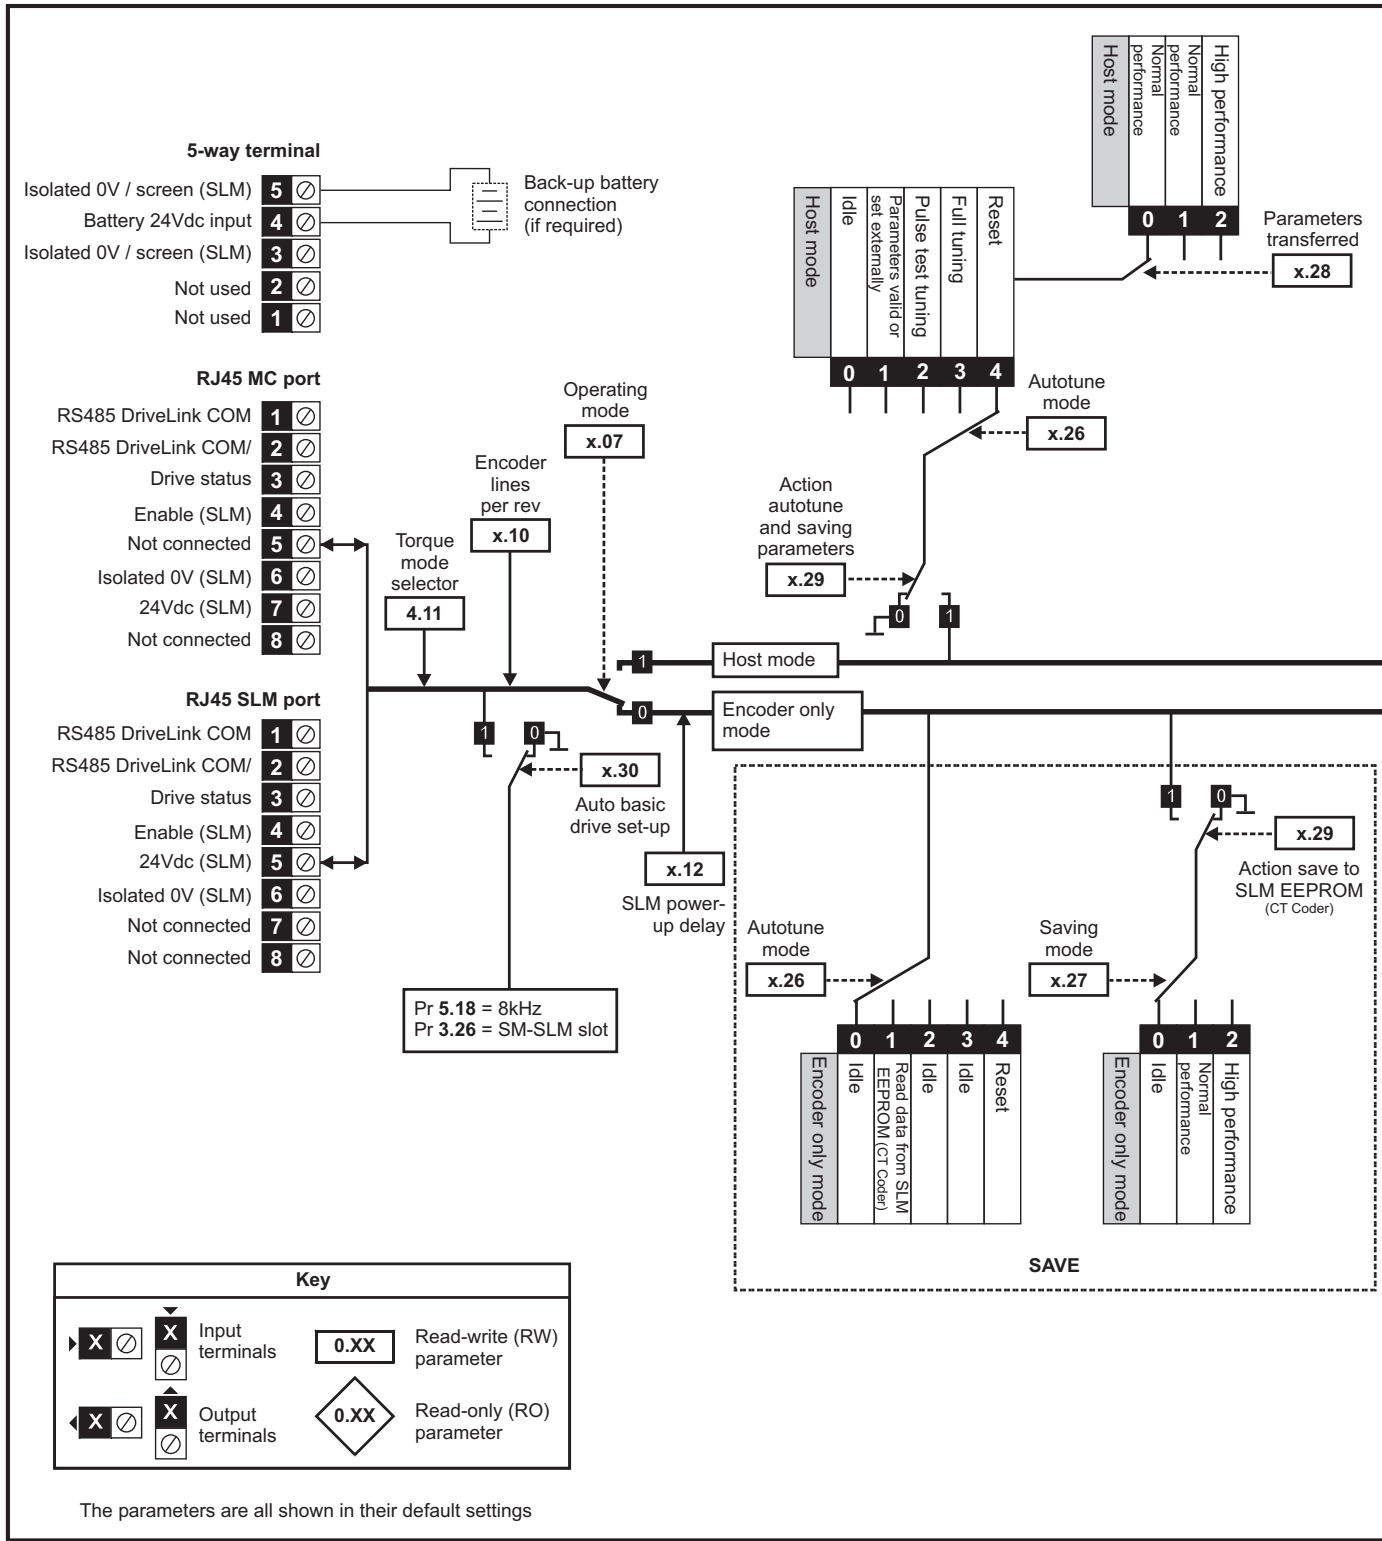 5-way terminal
Isolated 0V / screen (SLM) 5
Battery 24Vdc input 4
Isolated 0V / screen (SLM) 3
Not used 2
Not used 1
Back-up battery
connection
(if required)
RJ45 MC port
RS485 DriveLink COM 1
RS485 DriveLink COM/ 2
Drive status 3
Enable (SLM) 4
Not connected 5
Isolated 0V (SLM) 6
24Vdc (SLM) 7
Not connected 8
RJ45 SLM port
RS485 DriveLink COM 1
RS485 DriveLink COM/ 2
Drive status 3
Enable (SLM) 4
24Vdc (SLM) 5
Isolated 0V (SLM) 6
Not connected 7
Not connected 8
Torque
mode
selector
4.11
Encoder
lines
per rev
x.10
Operating
mode
x.07
1
0
x.30
Auto basic
drive set-up
Pr 5.18 = 8kHz
Pr 3.26 = SM-SLM slot
1
0
Host mode
Encoder only
mode
x.12
SLM power-
up delay
Host mode
Normal
performance
Normal
performance
High performance
0 1 2
Parameters
transferred
x.28
Host mode
Idle
Parameters valid or
set externally
Pulse test tuning
Full tuning
Reset
0 1 2 3 4
Autotune
mode
x.26
Action
autotune
and saving
parameters
x.29
0
1
Autotune
mode
x.26
0 1 2 3 4
Encoder only mode
Idle
Read data from SLM
EEPROM (CT Coder)
Idle
Idle
Reset
1
0
x.29
Action save to
SLM EEPROM
(CT Coder)
Saving
mode
x.27
0 1 2
Encoder only mode
Idle
Normal
performance
High performance
SAVE
Key
X
X
Input
terminals
0.XX
Read-write (RW)
parameter
X
X
Output
terminals
0.XX
Read-only (RO)
parameter
The parameters are all shown in their default settings